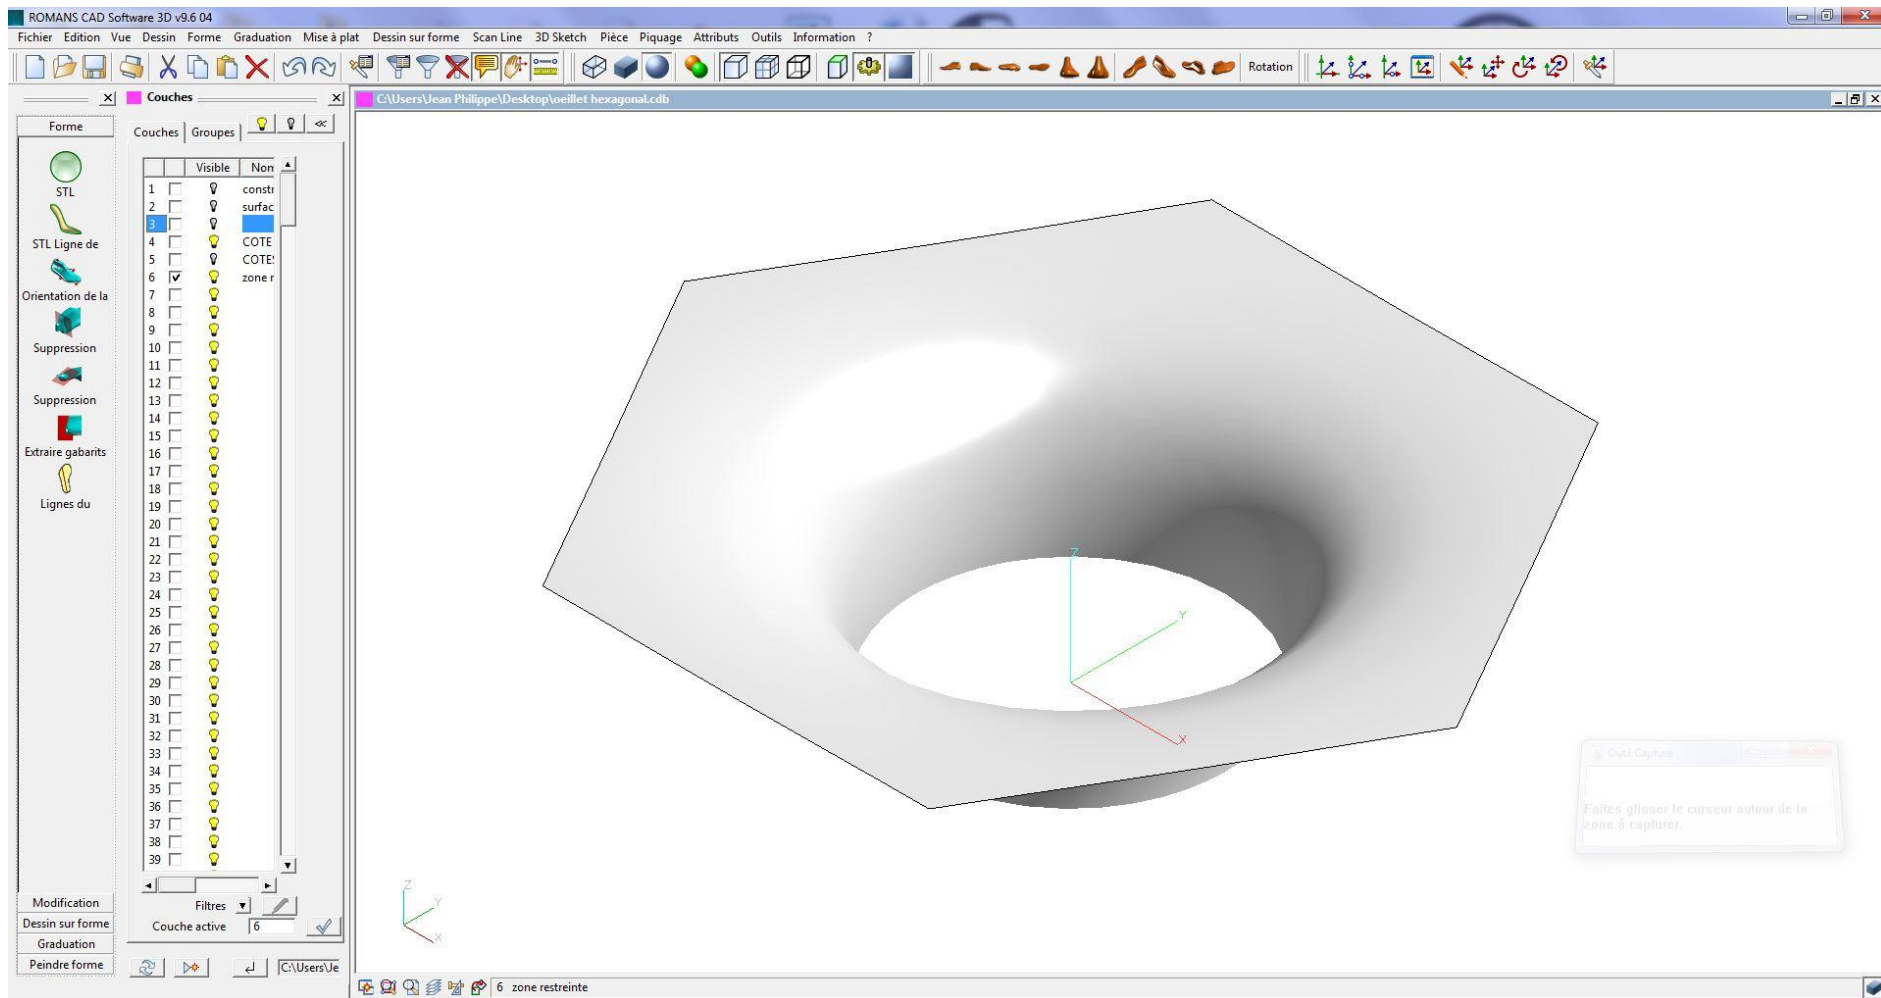 ROMANS CAD Software 3D v9.6 04
Fichier Edition Vue Dessin Forme Graduation Mise à plat Dessin sur forme Scan Line 3D Sketch Pièce Piquage Attributs Outils Information ?
Rotation
Couches
C:\Users\Jean Philippe\Desktop\oeillet hexagonal.cdb
Forme
Couches Groupes
Visible Nom
STL
STL Ligne de
Orientation de la
Suppression
Suppression
Extraire gabarits
Lignes du
1 constr
2 surfac
3
4 COTE
5 COTES
6 zone r
7
8
9
10
11
12
13
14
15
16
17
18
19
20
21
22
23
24
25
26
27
28
29
30
31
32
33
34
35
36
37
38
39
Z
Y
X
Outil Capture
Faites glisser le curseur autour de la
zone à capturer.
Z
Y
X
Modification
Dessin sur forme
Graduation
Peindre forme
Filtres
Couche active 6
C:\Users\Je
6 zone restreinte